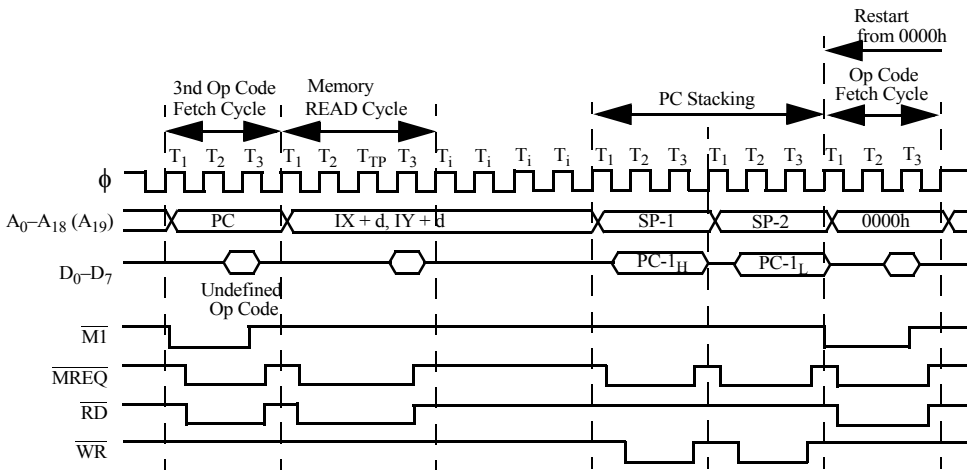 Restart
from 0000h
3nd Op Code
Fetch Cycle
Memory
READ Cycle
PC Stacking
Op Code
Fetch Cycle
T1 T2 T3 T1 T2 TTP T3 Ti Ti Ti Ti T1 T2 T3 T1 T2 T3 T1 T2 T3
ϕ
A0–A18 (A19) PC IX + d, IY + d SP-1 SP-2 0000h
D0–D7 PC-1H PC-1L
Undefined
Op Code
M1
MREQ
RD
WR